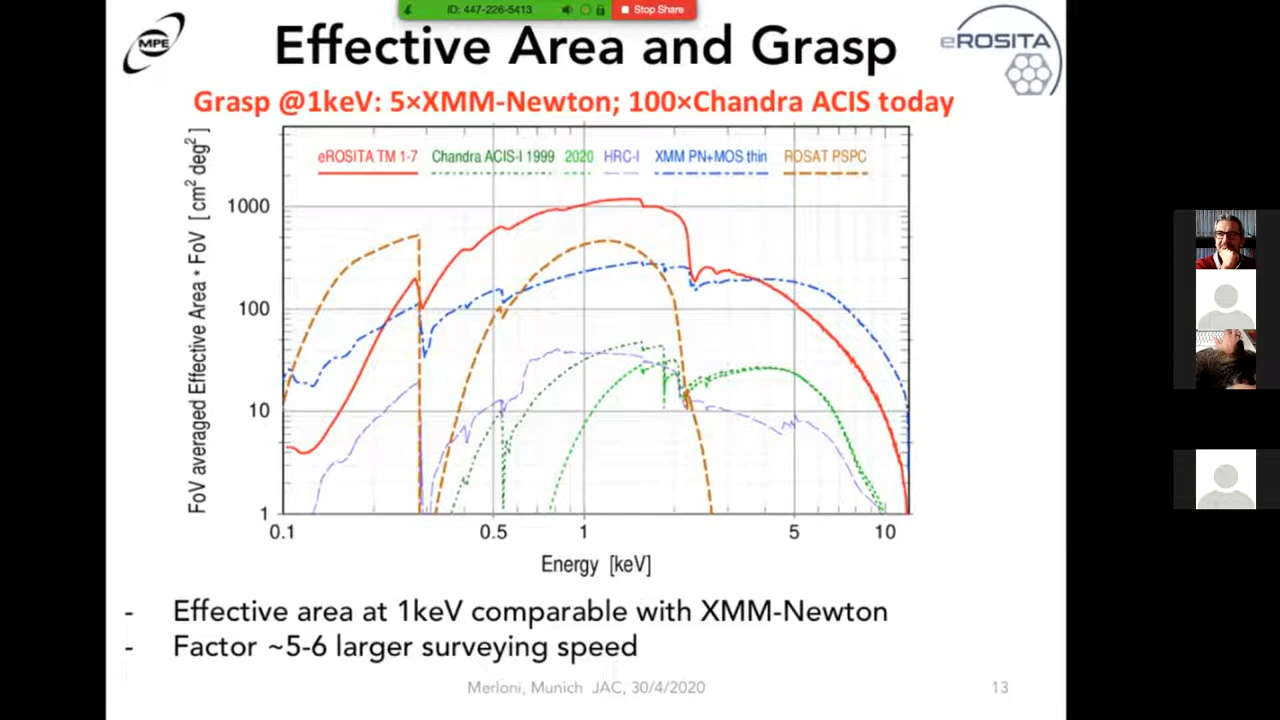 ID: 447-226-5413 Stop Share
MPE
Effective Area and Grasp
eROSITA
Grasp @1keV: 5×XMM-Newton; 100×Chandra ACIS today
eROSITA TM 1-7 Chandra ACIS-I 1999 2020 HRC-I XMM PN+MOS thin ROSAT PSPC
FoV averaged Effective Area * FoV [ cm² deg² ]
1000
100
10
1
0.1 0.5 1 5 10
Energy [keV]
- Effective area at 1keV comparable with XMM-Newton
- Factor ~5-6 larger surveying speed
Merloni, Munich JAC, 30/4/2020 13